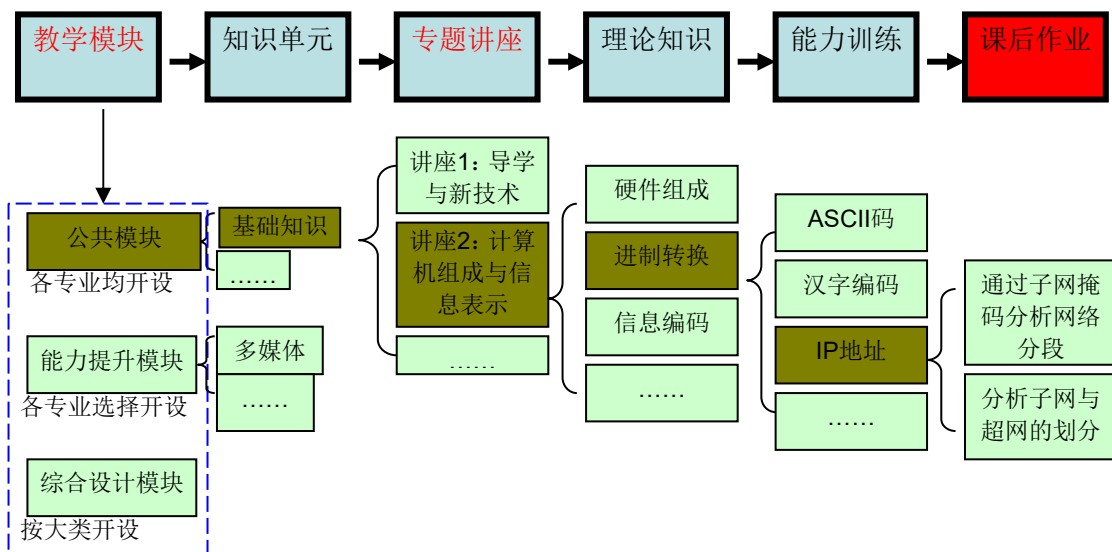 教学模块
知识单元
专题讲座
理论知识
能力训练
课后作业
公共模块
各专业均开设
能力提升模块
各专业选择开设
综合设计模块
按大类开设
基础知识
……
多媒体
……
讲座1：导学
与新技术
讲座2：计算
机组成与信
息表示
……
硬件组成
进制转换
信息编码
……
ASCII码
汉字编码
IP地址
……
通过子网掩
码分析网络
分段
分析子网与
超网的划分